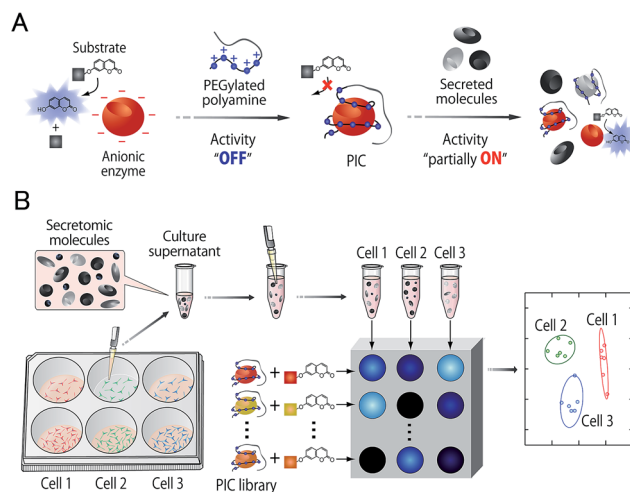 A
Substrate
O
O
O
HO
O
O
+
Anionic
enzyme
PEGylated
polyamine
Activity
"OFF"
O
O
O
PIC
Secreted
molecules
Activity
"partially ON"
B
Secretomic
molecules
Culture
supernatant
Cell 1 Cell 2 Cell 3
Cell 1 Cell 2 Cell 3
+
+
+
PIC library
Cell 1
Cell 2
Cell 3